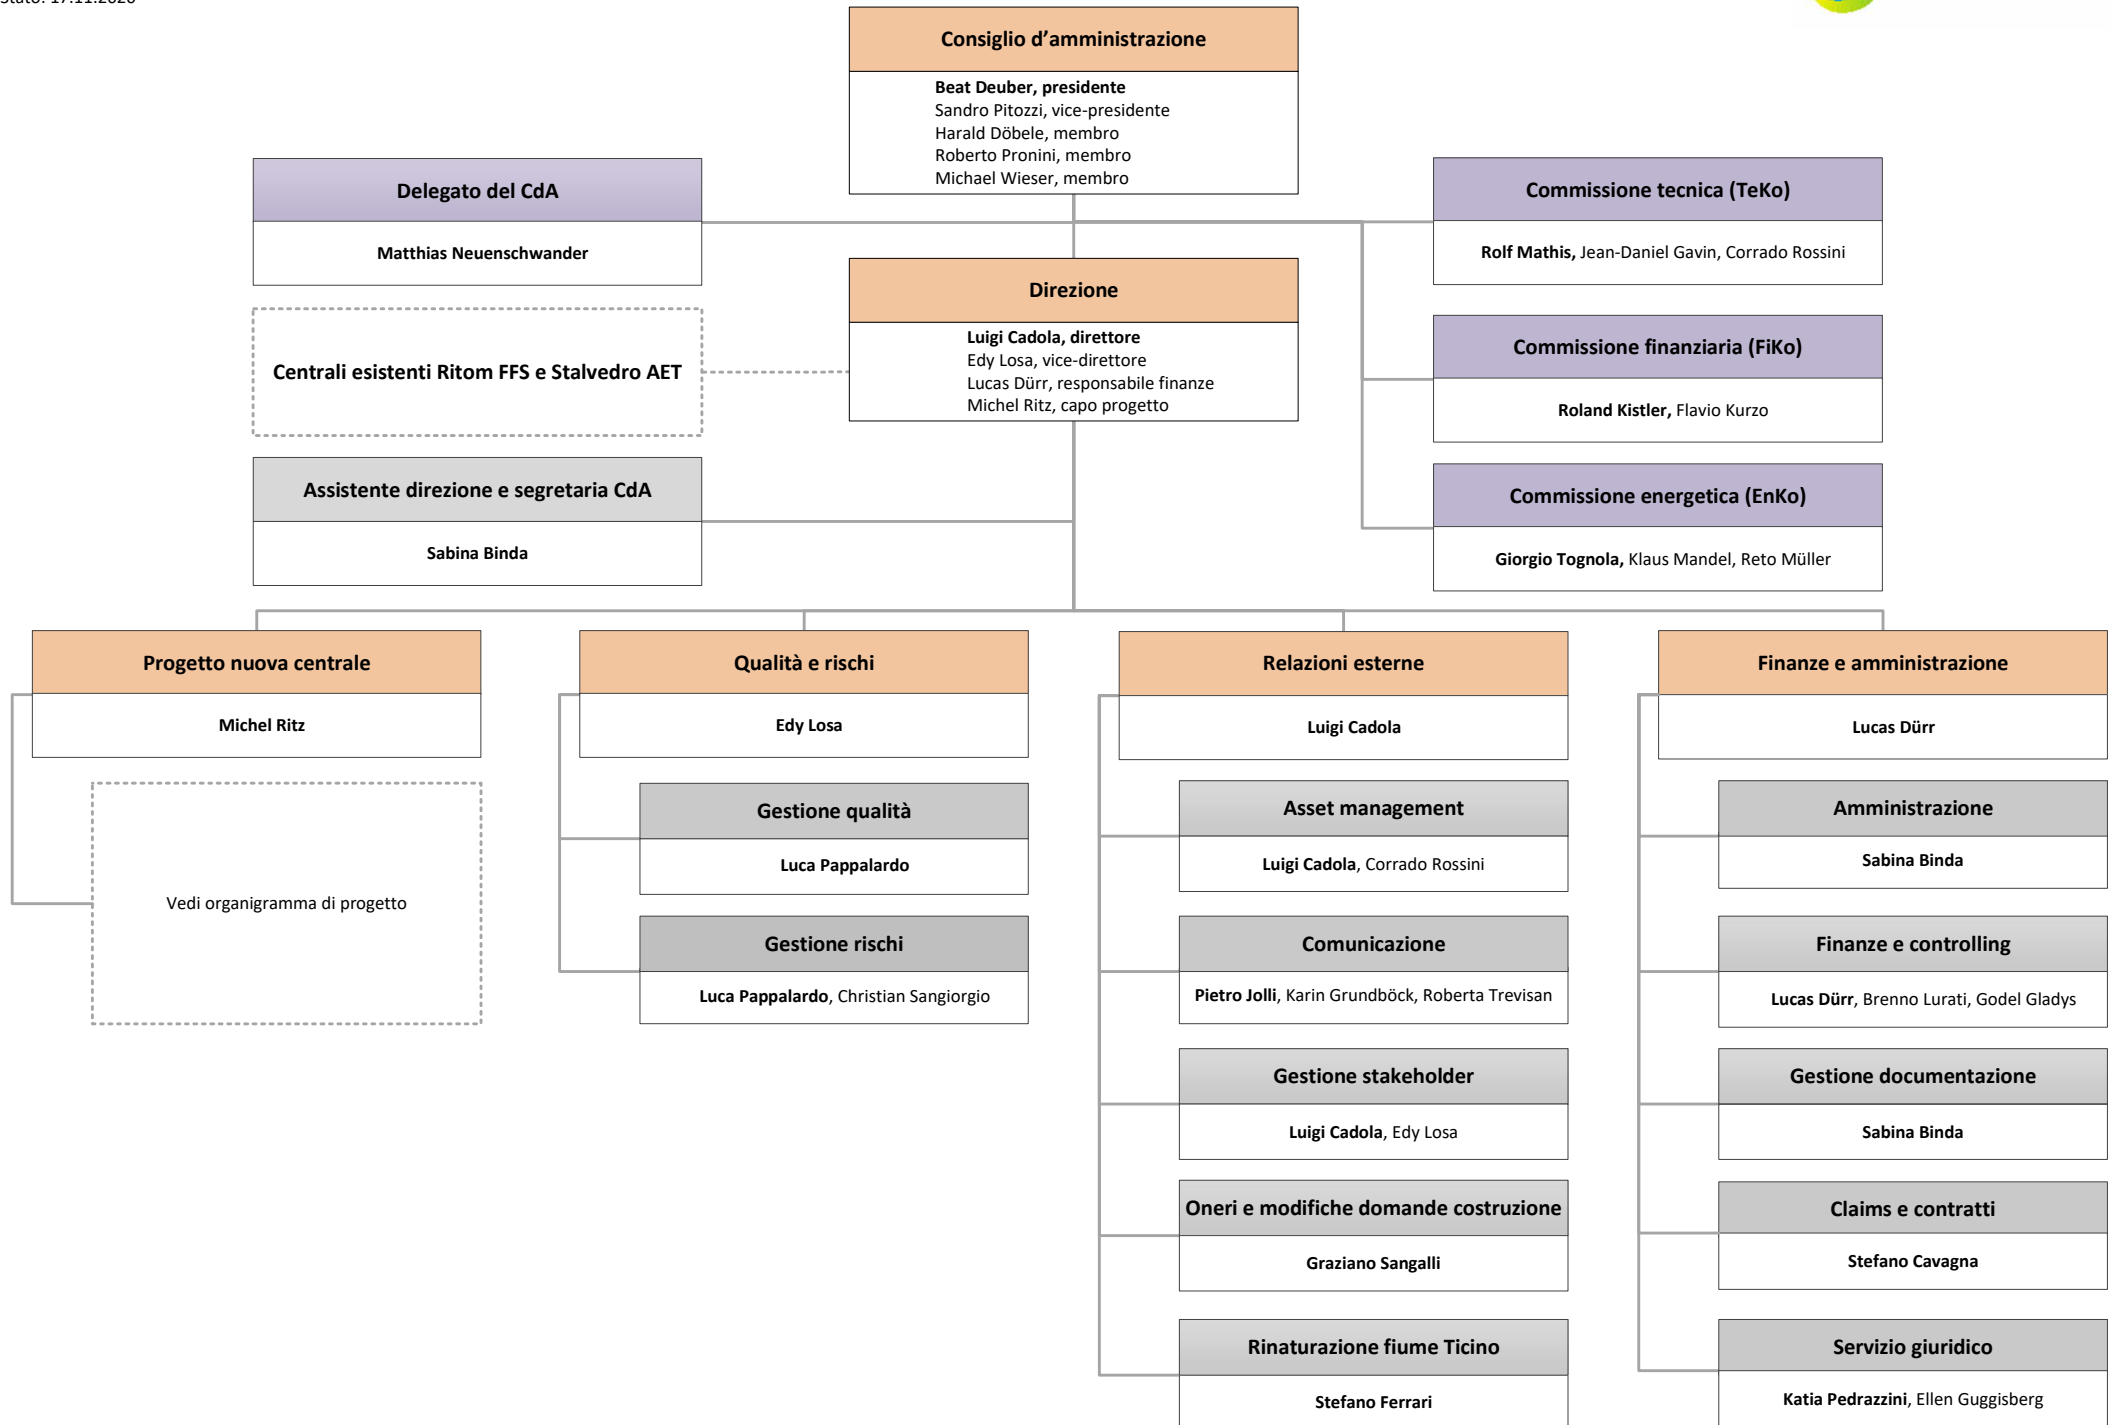 Stato: 17.11.2020
Consiglio d'amministrazione
Beat Deuber, presidente
Sandro Pitozzi, vice-presidente
Harald Döbele, membro
Roberto Pronini, membro
Michael Wieser, membro
Delegato del CdA
Matthias Neuenschwander
Commissione tecnica (TeKo)
Rolf Mathis, Jean-Daniel Gavin, Corrado Rossini
Direzione
Luigi Cadola, direttore
Edy Losa, vice-direttore
Lucas Dürr, responsabile finanze
Michel Ritz, capo progetto
Centrali esistenti Ritom FFS e Stalvedro AET
Commissione finanziaria (FiKo)
Roland Kistler, Flavio Kurzo
Assistente direzione e segretaria CdA
Sabina Binda
Commissione energetica (EnKo)
Giorgio Tognola, Klaus Mandel, Reto Müller
Progetto nuova centrale
Michel Ritz
Vedi organigramma di progetto
Qualità e rischi
Edy Losa
Gestione qualità
Luca Pappalardo
Gestione rischi
Luca Pappalardo, Christian Sangiorgio
Relazioni esterne
Luigi Cadola
Asset management
Luigi Cadola, Corrado Rossini
Comunicazione
Pietro Jolli, Karin Grundböck, Roberta Trevisan
Gestione stakeholder
Luigi Cadola, Edy Losa
Oneri e modifiche domande costruzione
Graziano Sangalli
Rinaturazione fiume Ticino
Stefano Ferrari
Finanze e amministrazione
Lucas Dürr
Amministrazione
Sabina Binda
Finanze e controlling
Lucas Dürr, Brenno Lurati, Godel Gladys
Gestione documentazione
Sabina Binda
Claims e contratti
Stefano Cavagna
Servizio giuridico
Katia Pedrazzini, Ellen Guggisberg